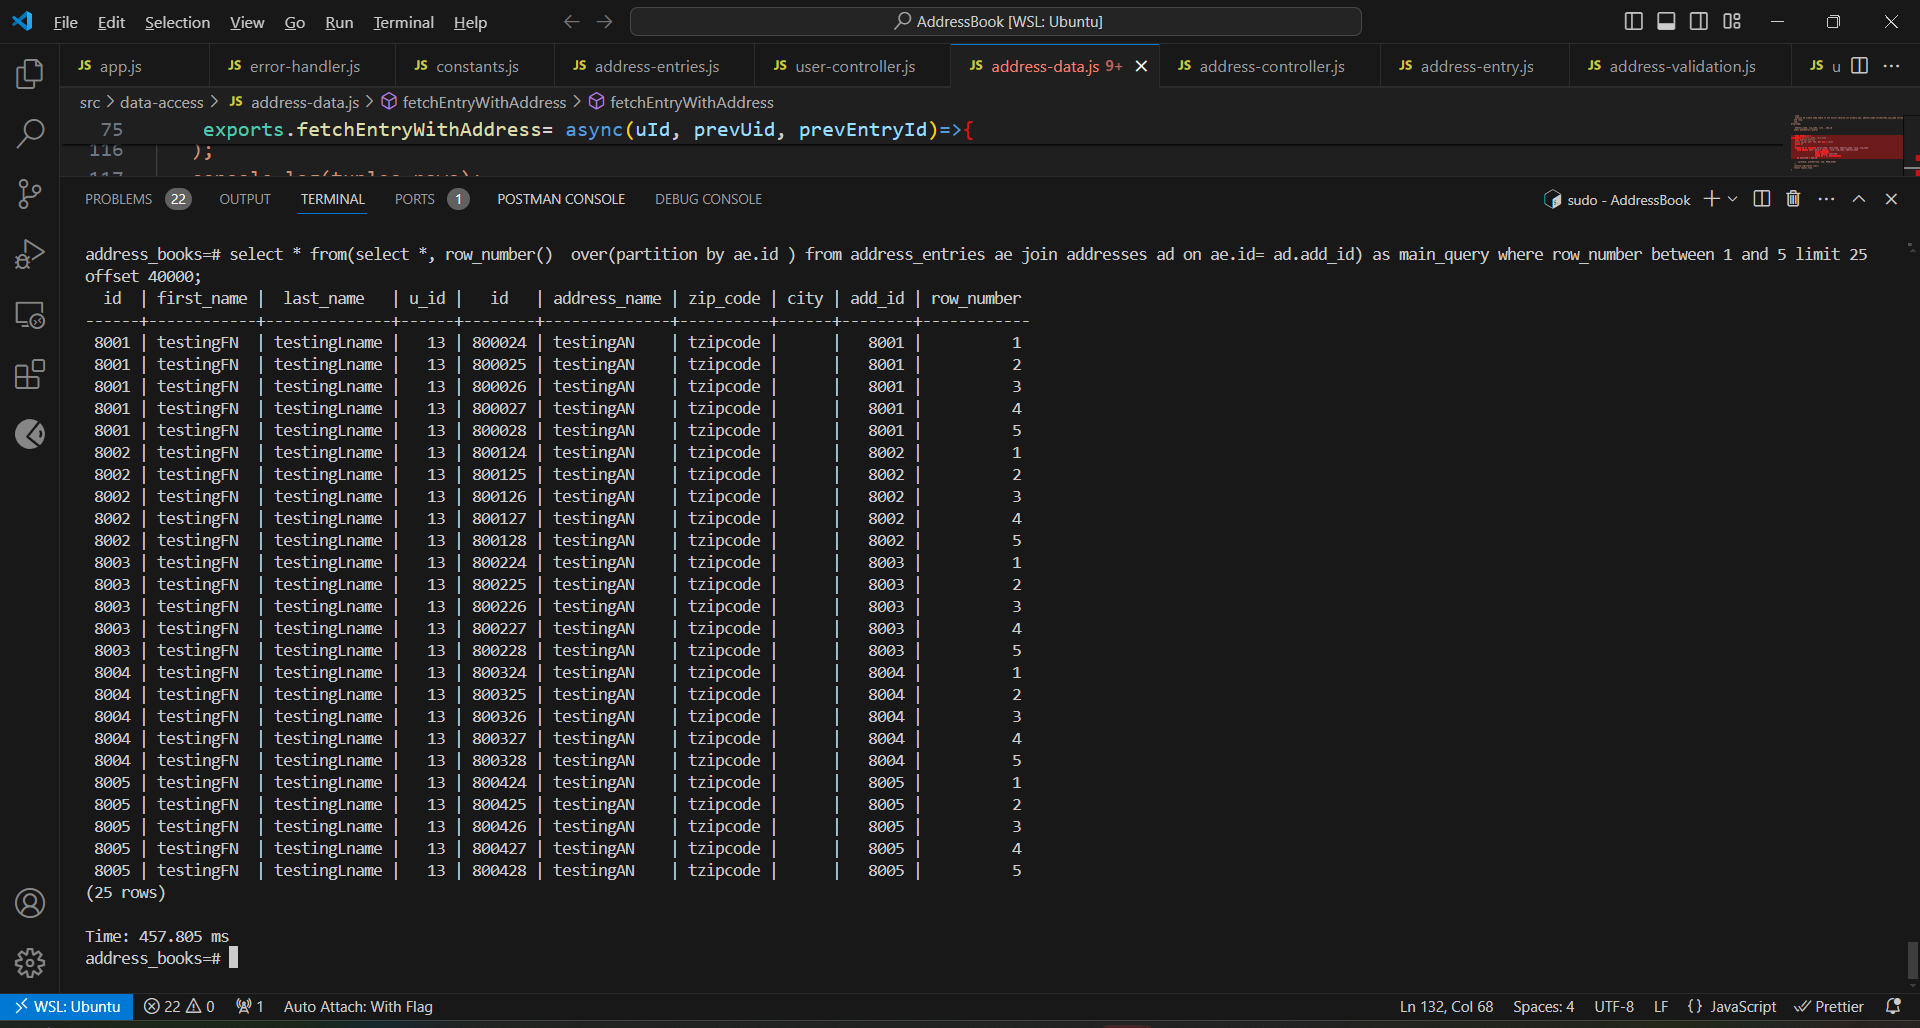 File Edit Selection View Go Run Terminal Help AddressBook [WSL: Ubuntu]
JS app.js JS error-handler.js JS constants.js JS address-entries.js JS user-controller.js JS address-data.js 9+ JS address-controller.js JS address-entry.js JS address-validation.js JS u
src > data-access > JS address-data.js > fetchEntryWithAddress > fetchEntryWithAddress
75 exports.fetchEntryWithAddress= async(uId, prevUid, prevEntryId)=>{
116 );
117 console.log(tuples.rows);
PROBLEMS 22 OUTPUT TERMINAL PORTS 1 POSTMAN CONSOLE DEBUG CONSOLE sudo - AddressBook
address_books=# select * from(select *, row_number()  over(partition by ae.id ) from address_entries ae join addresses ad on ae.id= ad.add_id) as main_query where row_number between 1 and 5 limit 25
offset 40000;
id | first_name | last_name | u_id | id | address_name | zip_code | city | add_id | row_number
------+------------+--------------+------+--------+--------------+----------+------+--------+------------
8001 | testingFN | testingLname | 13 | 800024 | testingAN | tzipcode | | 8001 | 1
8001 | testingFN | testingLname | 13 | 800025 | testingAN | tzipcode | | 8001 | 2
8001 | testingFN | testingLname | 13 | 800026 | testingAN | tzipcode | | 8001 | 3
8001 | testingFN | testingLname | 13 | 800027 | testingAN | tzipcode | | 8001 | 4
8001 | testingFN | testingLname | 13 | 800028 | testingAN | tzipcode | | 8001 | 5
8002 | testingFN | testingLname | 13 | 800124 | testingAN | tzipcode | | 8002 | 1
8002 | testingFN | testingLname | 13 | 800125 | testingAN | tzipcode | | 8002 | 2
8002 | testingFN | testingLname | 13 | 800126 | testingAN | tzipcode | | 8002 | 3
8002 | testingFN | testingLname | 13 | 800127 | testingAN | tzipcode | | 8002 | 4
8002 | testingFN | testingLname | 13 | 800128 | testingAN | tzipcode | | 8002 | 5
8003 | testingFN | testingLname | 13 | 800224 | testingAN | tzipcode | | 8003 | 1
8003 | testingFN | testingLname | 13 | 800225 | testingAN | tzipcode | | 8003 | 2
8003 | testingFN | testingLname | 13 | 800226 | testingAN | tzipcode | | 8003 | 3
8003 | testingFN | testingLname | 13 | 800227 | testingAN | tzipcode | | 8003 | 4
8003 | testingFN | testingLname | 13 | 800228 | testingAN | tzipcode | | 8003 | 5
8004 | testingFN | testingLname | 13 | 800324 | testingAN | tzipcode | | 8004 | 1
8004 | testingFN | testingLname | 13 | 800325 | testingAN | tzipcode | | 8004 | 2
8004 | testingFN | testingLname | 13 | 800326 | testingAN | tzipcode | | 8004 | 3
8004 | testingFN | testingLname | 13 | 800327 | testingAN | tzipcode | | 8004 | 4
8004 | testingFN | testingLname | 13 | 800328 | testingAN | tzipcode | | 8004 | 5
8005 | testingFN | testingLname | 13 | 800424 | testingAN | tzipcode | | 8005 | 1
8005 | testingFN | testingLname | 13 | 800425 | testingAN | tzipcode | | 8005 | 2
8005 | testingFN | testingLname | 13 | 800426 | testingAN | tzipcode | | 8005 | 3
8005 | testingFN | testingLname | 13 | 800427 | testingAN | tzipcode | | 8005 | 4
8005 | testingFN | testingLname | 13 | 800428 | testingAN | tzipcode | | 8005 | 5
(25 rows)
Time: 457.805 ms
address_books=#
WSL: Ubuntu 22 0 1 Auto Attach: With Flag Ln 132, Col 68 Spaces: 4 UTF-8 LF {} JavaScript Prettier